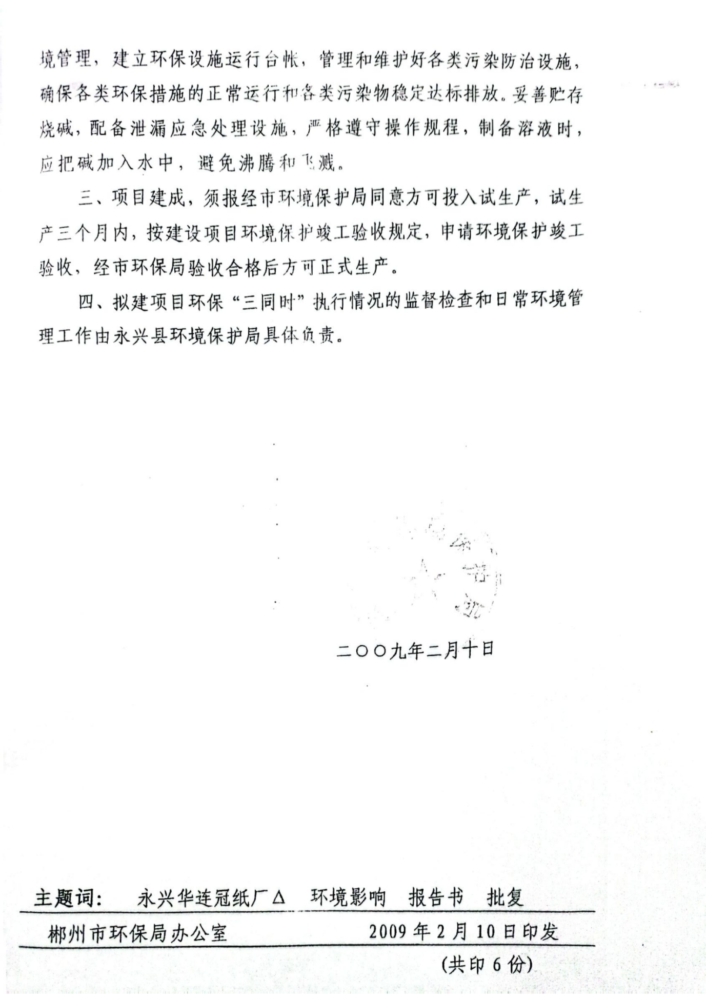 境管理，建立环保设施运行台帐，管理和维护好各类污染防治设施，
确保各类环保措施的正常运行和各类污染物稳定达标排放。妥善贮存
烧碱，配备泄漏应急处理设施，严格遵守操作规程，制备溶液时，
应把碱加入水中，避免沸腾和飞溅。
三、项目建成，须报经市环境保护局同意方可投入试生产，试生
产三个月内，按建设项目环境保护竣工验收规定，申请环境保护竣工
验收，经市环保局验收合格后方可正式生产。
四、拟建项目环保“三同时”执行情况的监督检查和日常环境管
理工作由永兴县环境保护局具体负责。
二〇〇九年二月十日
主题词： 永兴华连冠纸厂△ 环境影响 报告书 批复
郴州市环保局办公室 2009年2月10日印发
(共印6份)